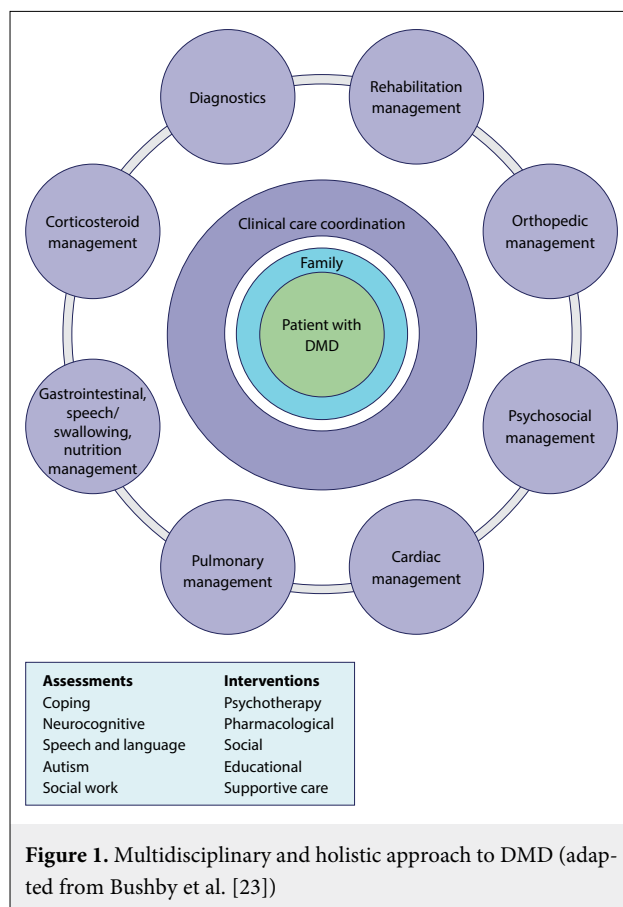 Diagnostics
Rehabilitation
management
Corticosteroid
management
Orthopedic
management
Clinical care coordination
Family
Patient with
DMD
Gastrointestinal,
speech/
swallowing,
nutrition
management
Psychosocial
management
Pulmonary
management
Cardiac
management
Assessments
Coping
Neurocognitive
Speech and language
Autism
Social work
Interventions
Psychotherapy
Pharmacological
Social
Educational
Supportive care
Figure 1. Multidisciplinary and holistic approach to DMD (adap-
ted from Bushby et al. [23])